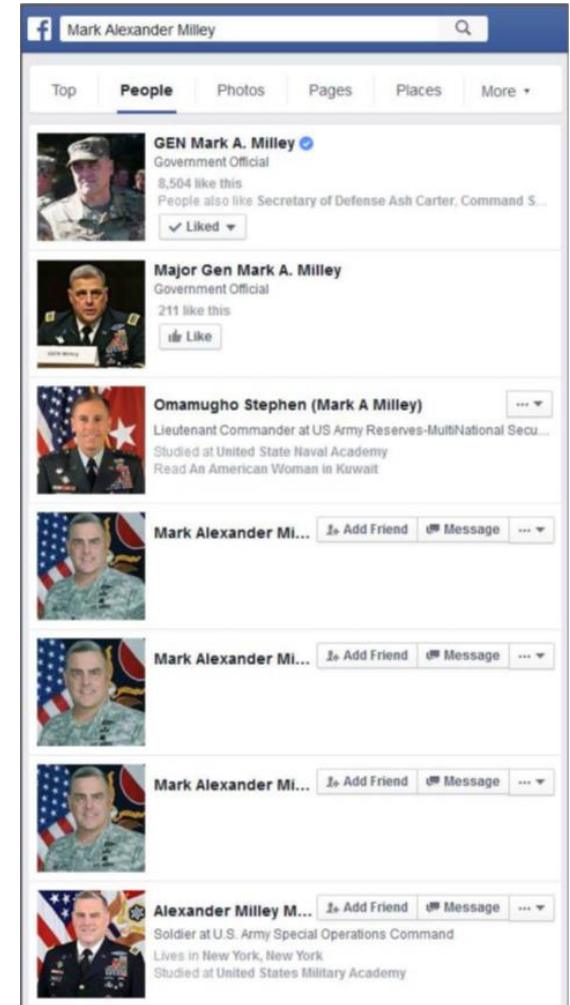 f Mark Alexander Milley
Top People Photos Pages Places More
GEN Mark A. Milley
Government Official
8,504 like this
People also like Secretary of Defense Ash Carter, Command S...
Liked
Major Gen Mark A. Milley
Government Official
211 like this
Like
Omamugho Stephen (Mark A Milley) ...
Lieutenant Commander at US Army Reserves-MultiNational Secu...
Studied at United State Naval Academy
Read An American Woman in Kuwait
Mark Alexander Mi... Add Friend Message ...
Mark Alexander Mi... Add Friend Message ...
Mark Alexander Mi... Add Friend Message ...
Alexander Milley M... Add Friend Message ...
Soldier at U.S. Army Special Operations Command
Lives in New York, New York
Studied at United States Military Academy